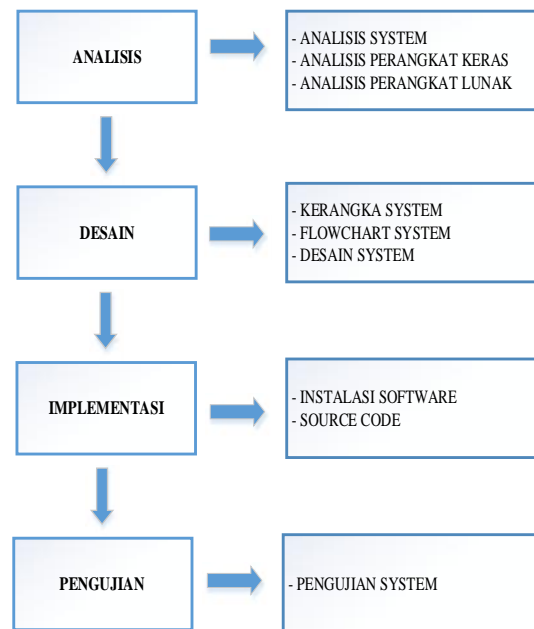 ANALISIS
- ANALISIS SYSTEM
- ANALISIS PERANGKAT KERAS
- ANALISIS PERANGKAT LUNAK
DESAIN
- KERANGKA SYSTEM
- FLOWCHART SYSTEM
- DESAIN SYSTEM
IMPLEMENTASI
- INSTALASI SOFTWARE
- SOURCE CODE
PENGUJIAN
- PENGUJIAN SYSTEM